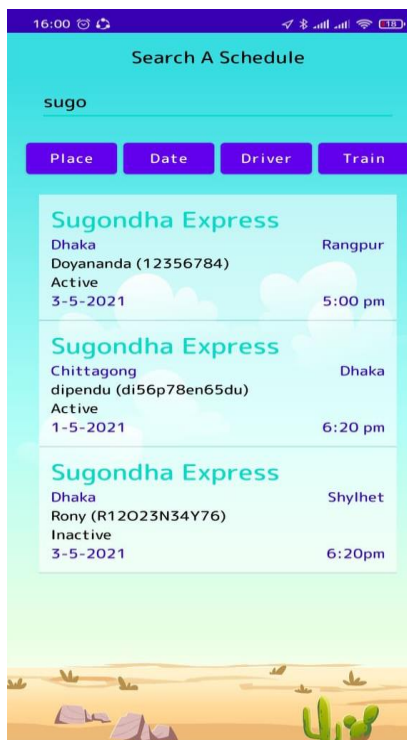 16:00 18
Search A Schedule
sugo
Place Date Driver Train
Sugondha Express
Dhaka Rangpur
Doyananda (12356784)
Active
3-5-2021 5:00 pm
Sugondha Express
Chittagong Dhaka
dipendu (di56p78en65du)
Active
1-5-2021 6:20 pm
Sugondha Express
Dhaka Shylhet
Rony (R12O23N34Y76)
Inactive
3-5-2021 6:20pm